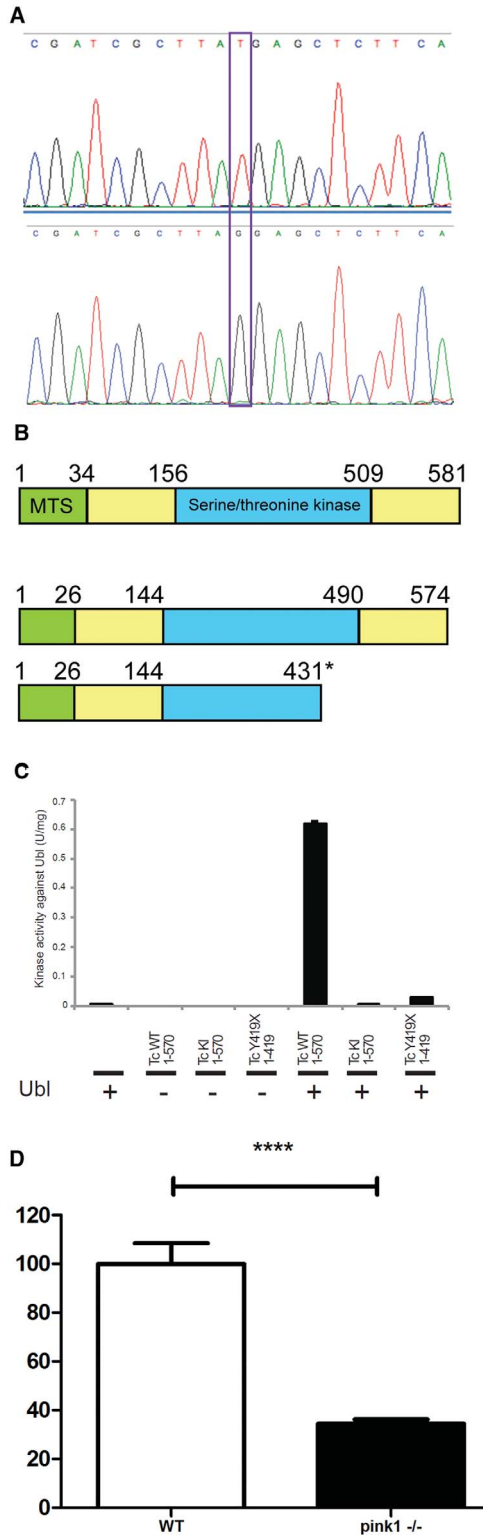 A
C G A T C G C T T A T G A G C T C T T C A
C G A T C G C T T A G G A G C T C T T C A
B
1 34 156 509 581
MTS Serine/threonine kinase
1 26 144 490 574
1 26 144 431*
C
Kinase activity against Ubl (U/mg)
0.7
0.6
0.5
0.4
0.3
0.2
0.1
0
Tc WT 1-570
Tc KI 1-570
Tc Y419X 1-419
Tc WT 1-570
Tc KI 1-570
Tc Y419X 1-419
Ubl + - - - + + +
D
****
120
100
80
60
40
20
0
WT pink1 -/-